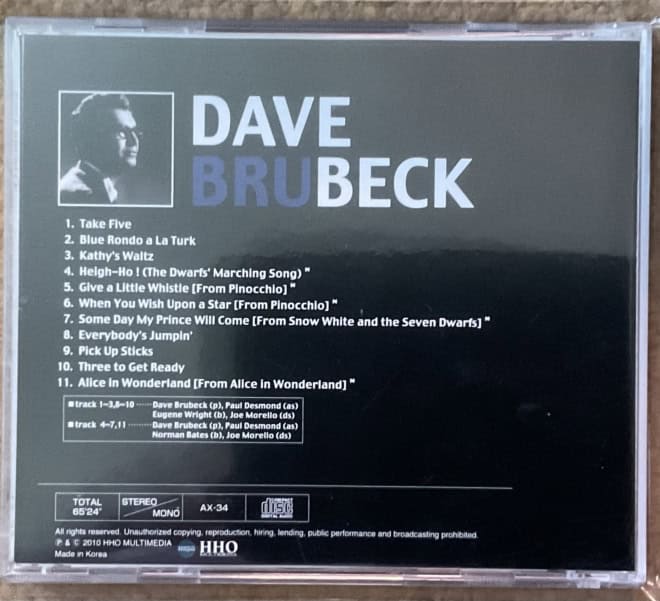 DAVE
BRUBECK
1. Take Five
2. Blue Rondo a La Turk
3. Kathy's Waltz
4. Heigh-Ho ! (The Dwarfs' Marching Song) "
5. Give a Little Whistle [From Pinocchio] "
6. When You Wish Upon a Star [From Pinocchio] "
7. Some Day My Prince Will Come [From Snow White and the Seven Dwarfs] "
8. Everybody's Jumpin'
9. Pick Up Sticks
10. Three to Get Ready
11. Alice in Wonderland [From Alice in Wonderland] "
■ track 1-3,8-10 ······ Dave Brubeck (p), Paul Desmond (as)
Eugene Wright (b), Joe Morello (ds)
■ track 4-7,11 ········· Dave Brubeck (p), Paul Desmond (as)
Norman Bates (b), Joe Morello (ds)
TOTAL
65'24"
STEREO
MONO
AX-34
COMPACT
disc
DIGITAL AUDIO
All rights reserved. Unauthorized copying, reproduction, hiring, lending, public performance and broadcasting prohibited.
℗ & © 2010 HHO MULTIMEDIA
HHO
Made in Korea